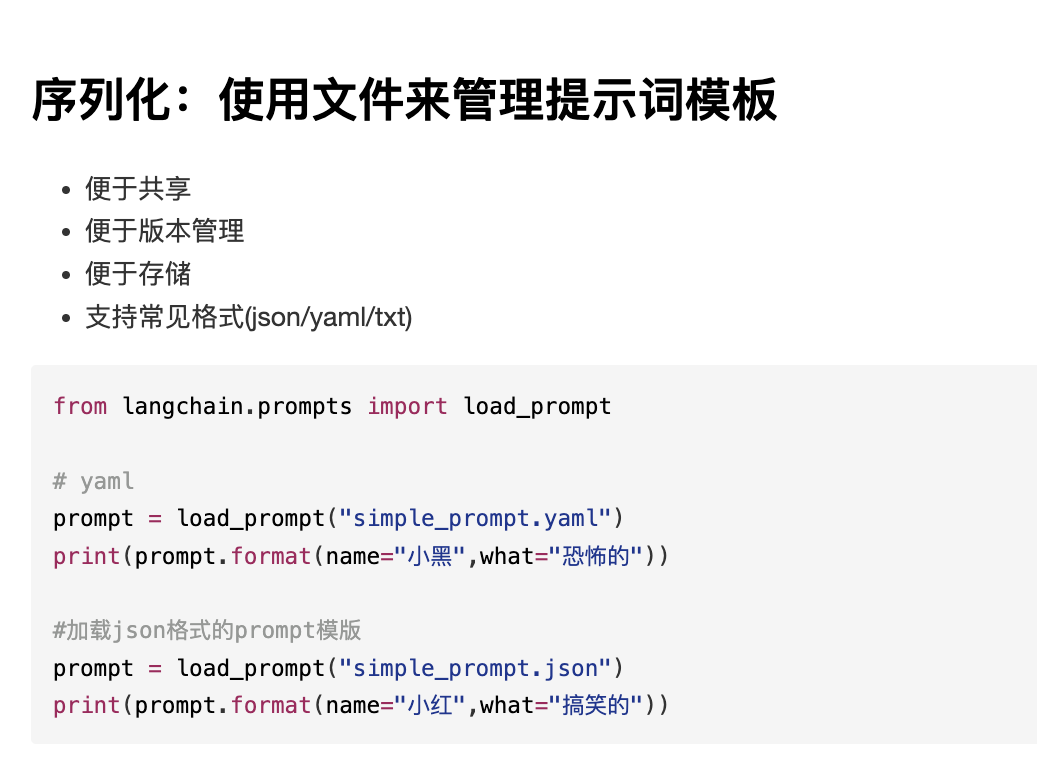 序列化：使用文件来管理提示词模板
• 便于共享
• 便于版本管理
• 便于存储
• 支持常见格式(json/yaml/txt)
from langchain.prompts import load_prompt
# yaml
prompt = load_prompt("simple_prompt.yaml")
print(prompt.format(name="小黑",what="恐怖的"))
#加载json格式的prompt模版
prompt = load_prompt("simple_prompt.json")
print(prompt.format(name="小红",what="搞笑的"))